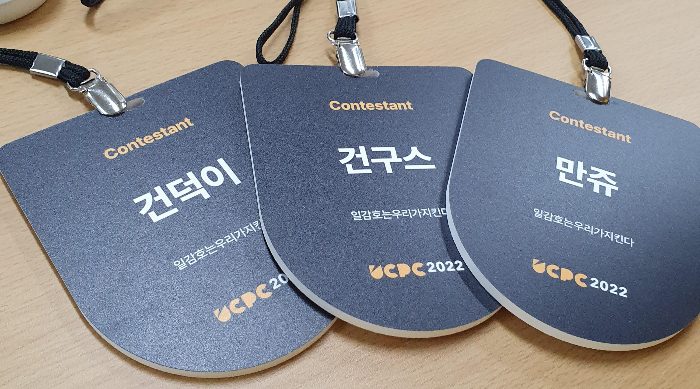 Contestant
건덕이
일감호는우리가지킨
UCPC 20
Contestant
건구스
일감호는우리가지킨다
UCPC 2022
Contestant
만쥬
일감호는우리가지킨다
UCPC 2022